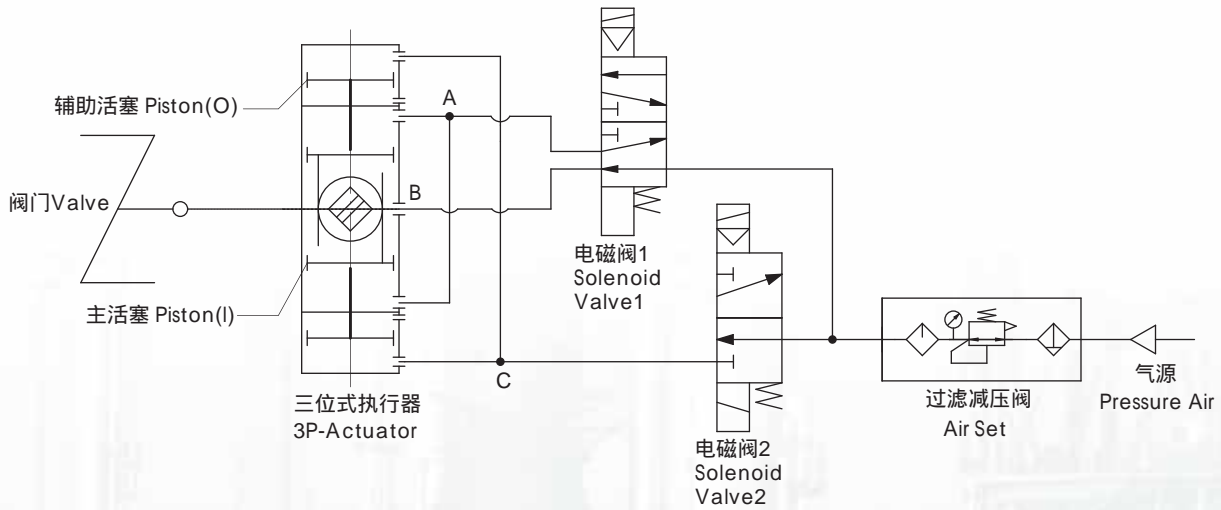 辅助活塞 Piston(O)
A
阀门Valve
B
主活塞 Piston(I)
电磁阀1
Solenoid
Valve1
C
三位式执行器
3P-Actuator
电磁阀2
Solenoid
Valve2
过滤减压阀
Air Set
气源
Pressure Air